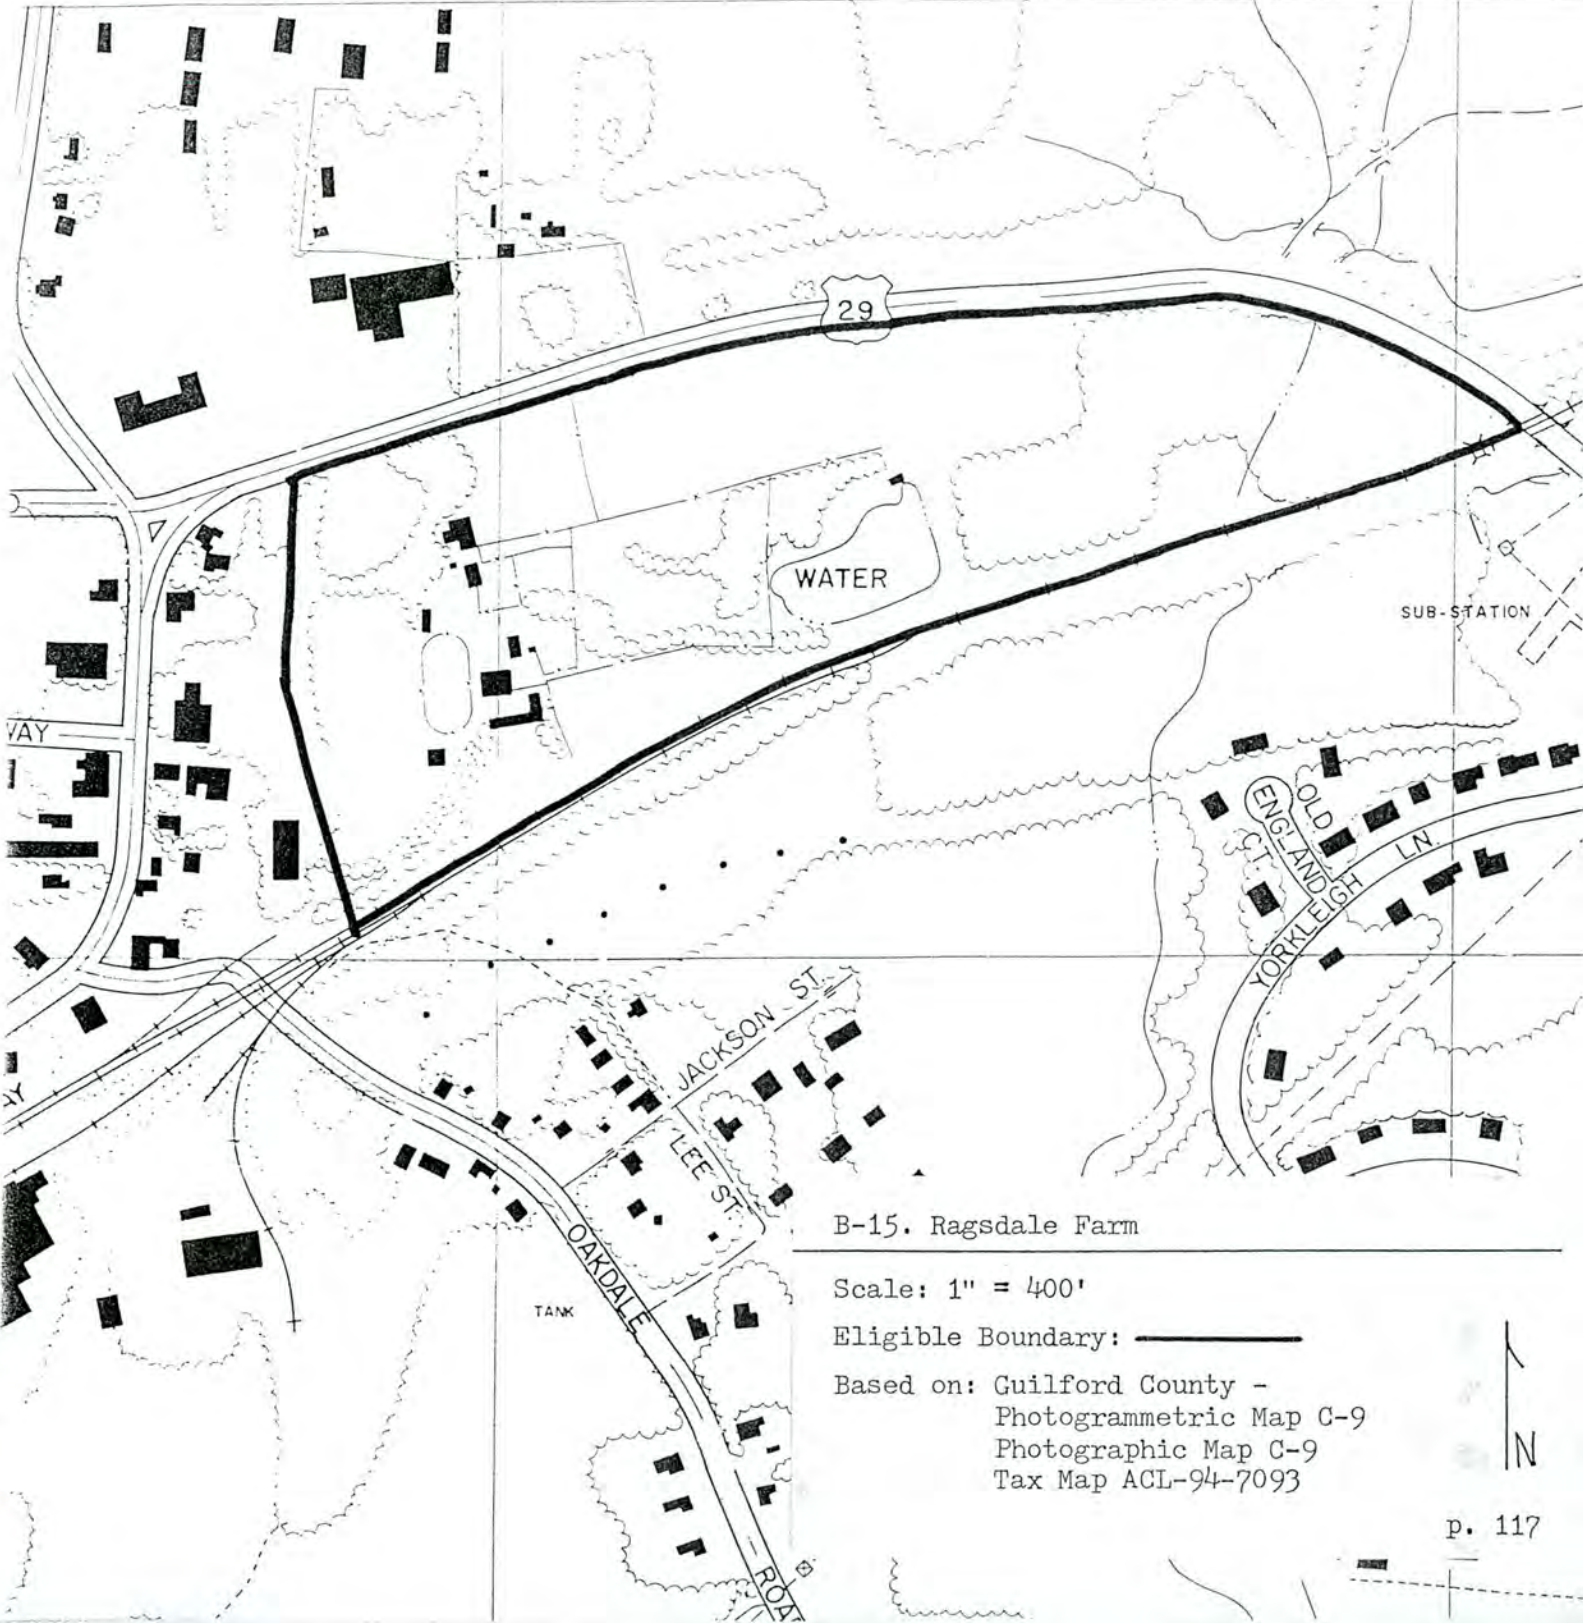 29
WATER
SUB-STATION
WAY
OLD
ENGLAND
CT.
YORKLEIGH LN
JACKSON ST.
LEE ST.
OAKDALE
TANK
B-15. Ragsdale Farm
Scale: 1" = 400'
Eligible Boundary:
Based on: Guilford County -
Photogrammetric Map C-9
Photographic Map C-9
Tax Map ACL-94-7093
N
p. 117